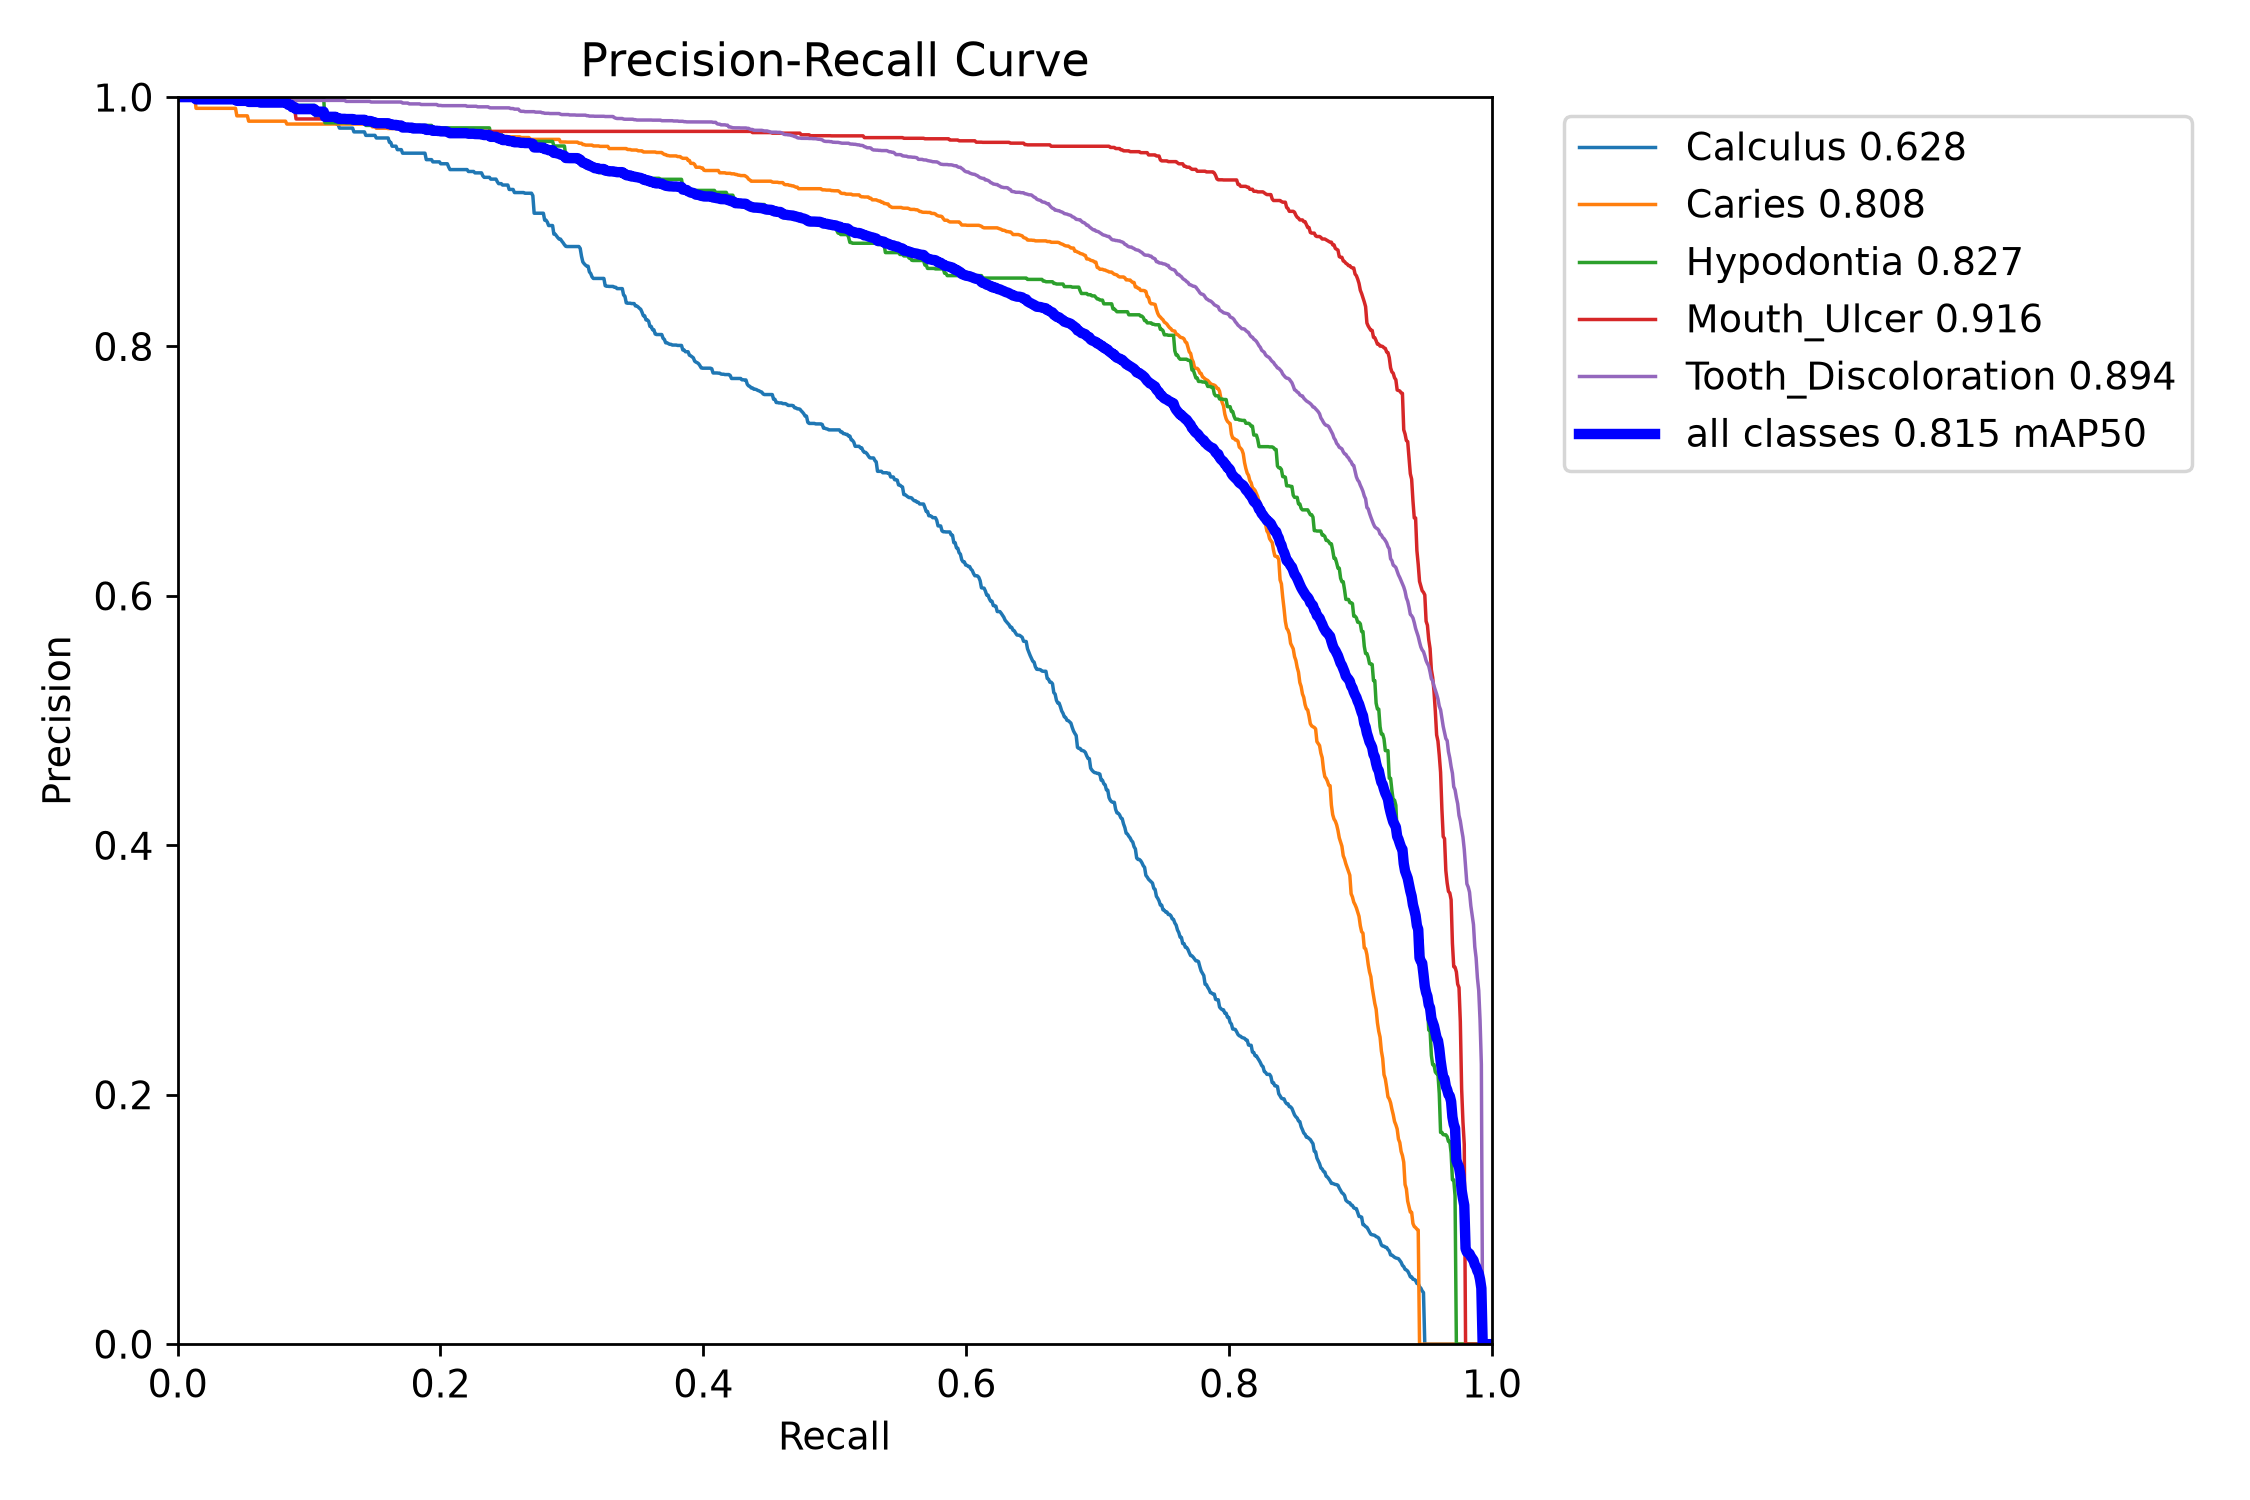 Precision-Recall Curve
1.0
0.8
0.6
0.4
0.2
0.0
Precision
0.0 0.2 0.4 0.6 0.8 1.0
Recall
Calculus 0.628
Caries 0.808
Hypodontia 0.827
Mouth_Ulcer 0.916
Tooth_Discoloration 0.894
all classes 0.815 mAP50